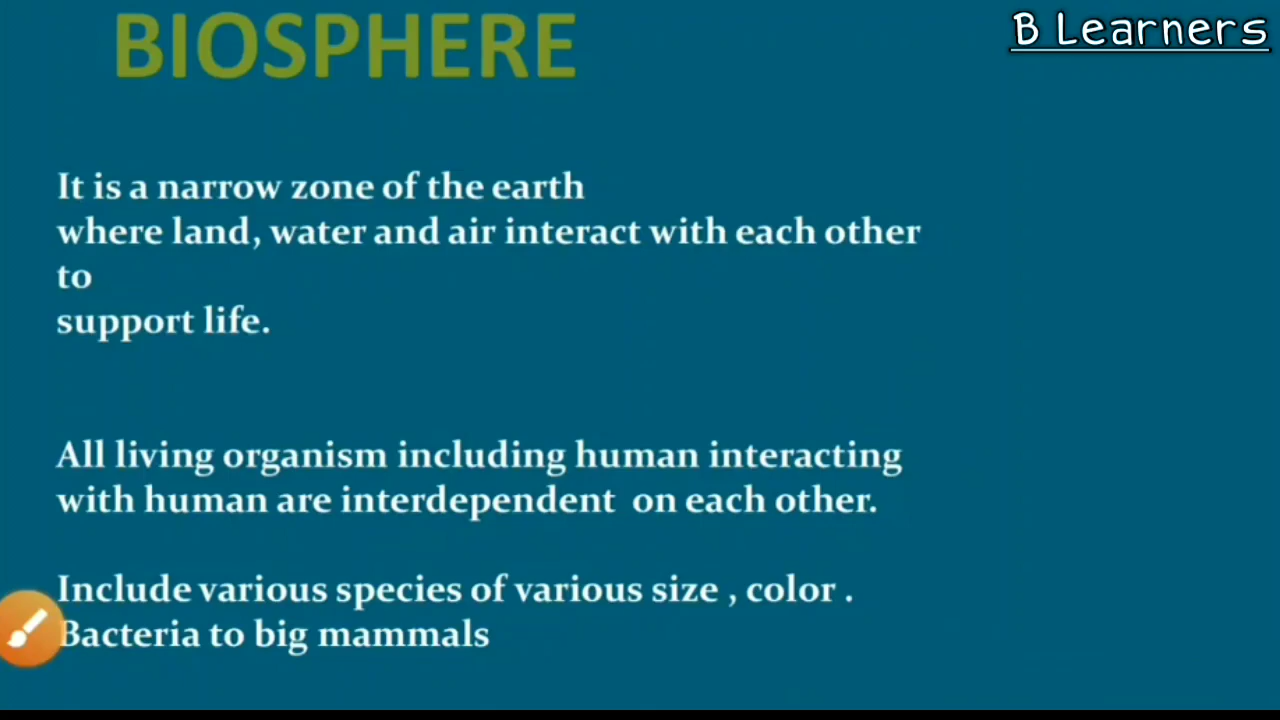 BIOSPHERE
B Learners
It is a narrow zone of the earth
where land, water and air interact with each other
to
support life.
All living organism including human interacting
with human are interdependent on each other.
Include various species of various size , color .
Bacteria to big mammals